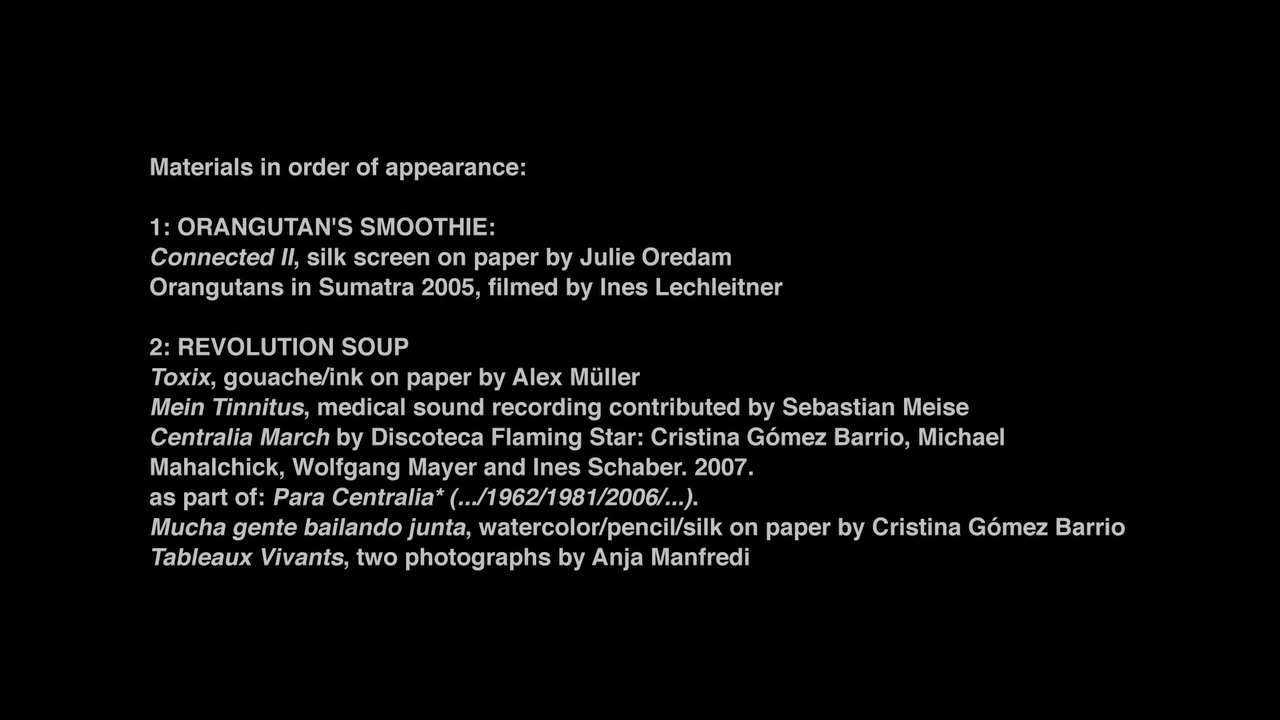 Materials in order of appearance:
1: ORANGUTAN'S SMOOTHIE:
Connected II, silk screen on paper by Julie Oredam
Orangutans in Sumatra 2005, filmed by Ines Lechleitner
2: REVOLUTION SOUP
Toxix, gouache/ink on paper by Alex Müller
Mein Tinnitus, medical sound recording contributed by Sebastian Meise
Centralia March by Discoteca Flaming Star: Cristina Gómez Barrio, Michael
Mahalchick, Wolfgang Mayer and Ines Schaber. 2007.
as part of: Para Centralia* (.../1962/1981/2006/...).
Mucha gente bailando junta, watercolor/pencil/silk on paper by Cristina Gómez Barrio
Tableaux Vivants, two photographs by Anja Manfredi